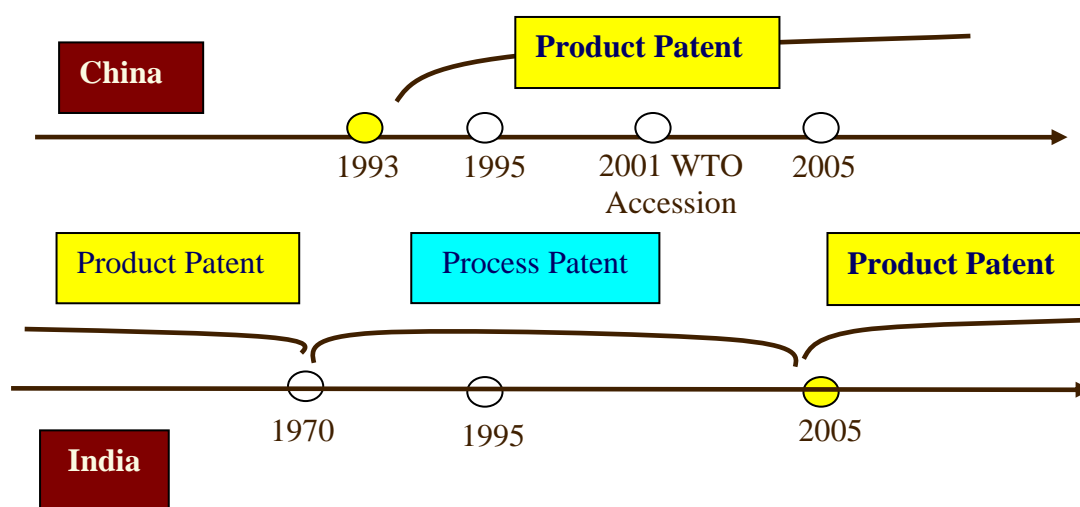 Product Patent
China
1993
1995
2001 WTO
Accession
2005
Product Patent
Process Patent
Product Patent
1970
1995
2005
India